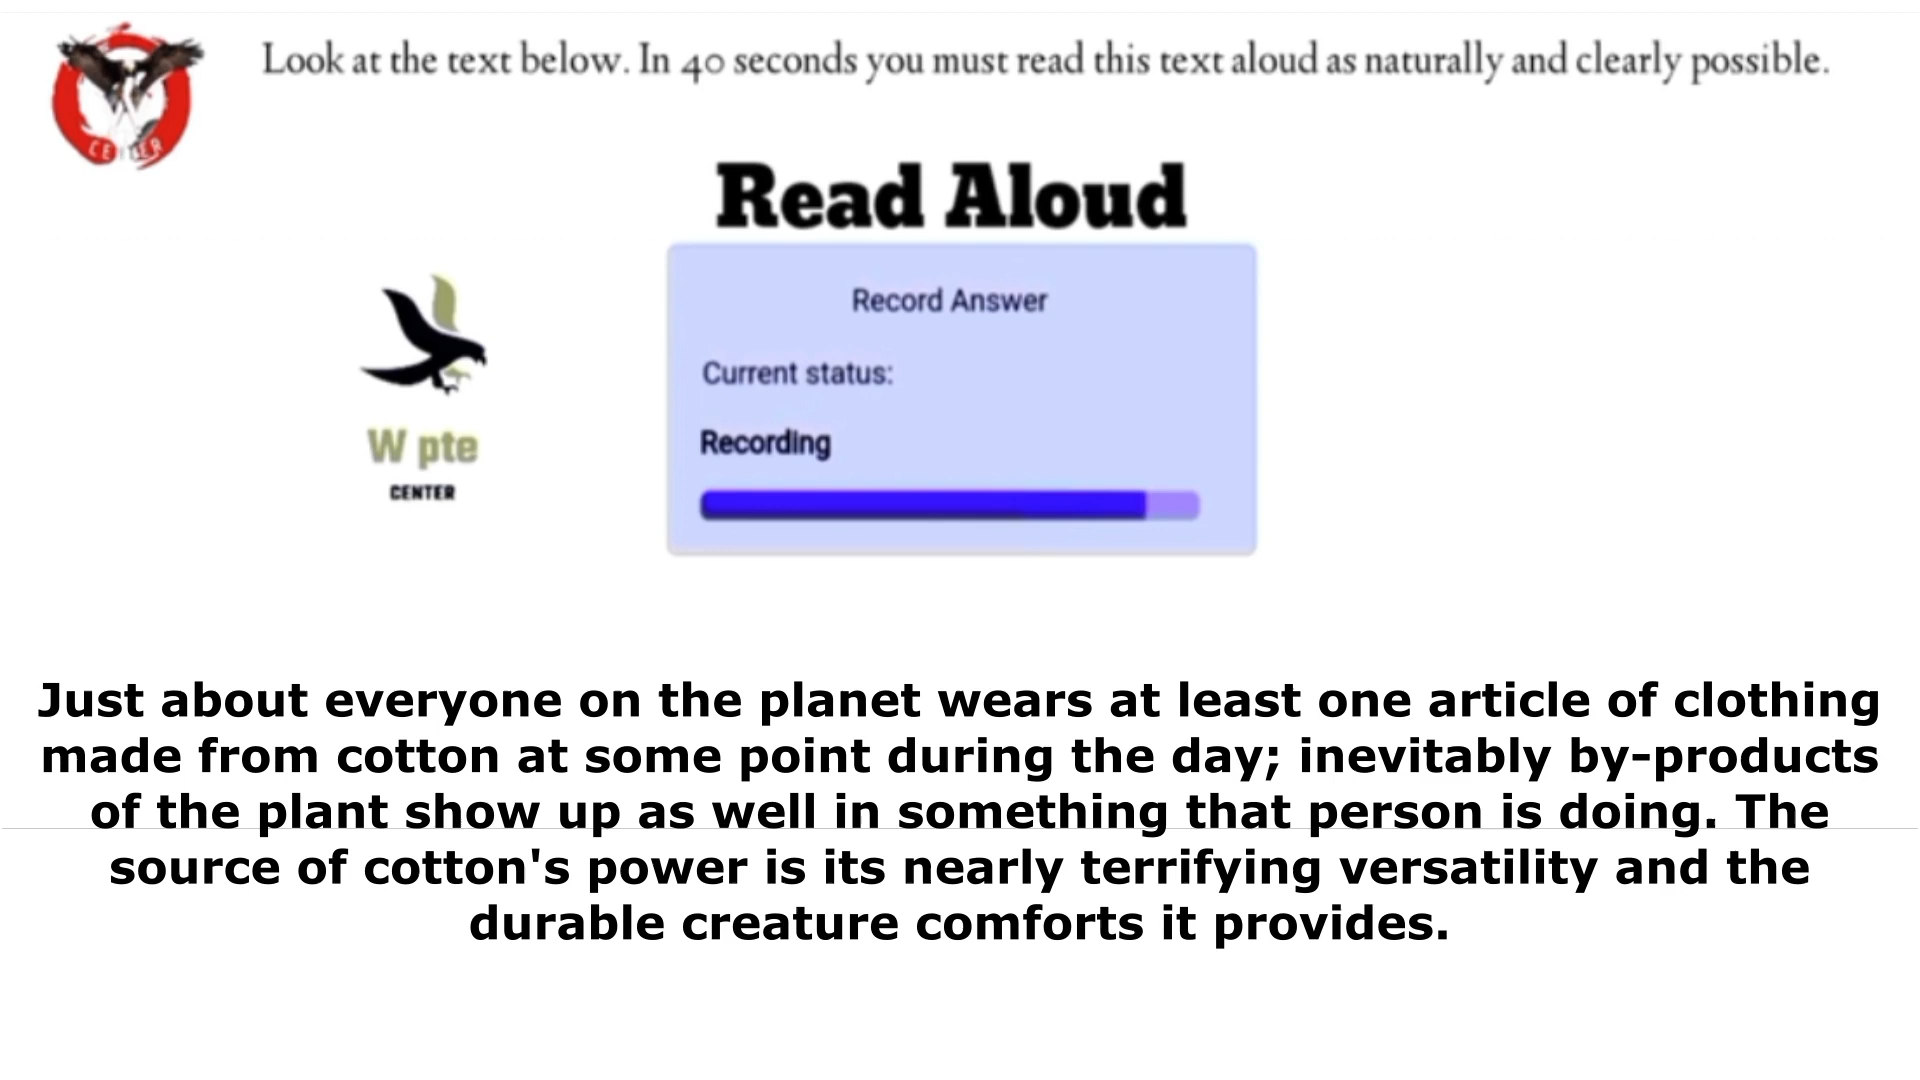 Look at the text below. In 40 seconds you must read this text aloud as naturally and clearly possible.
CENTER
Read Aloud
Record Answer
Current status:
Recording
W pte
CENTER
Just about everyone on the planet wears at least one article of clothing
made from cotton at some point during the day; inevitably by-products
of the plant show up as well in something that person is doing. The
source of cotton's power is its nearly terrifying versatility and the
durable creature comforts it provides.